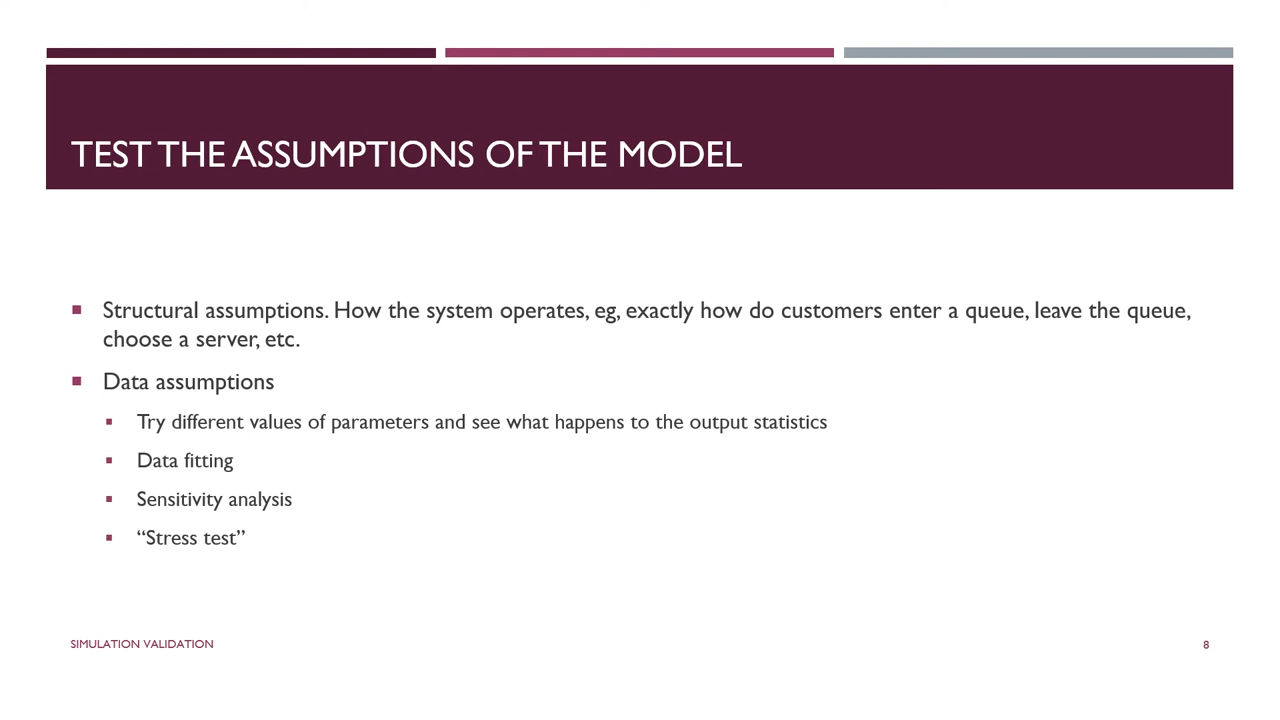 TEST THE ASSUMPTIONS OF THE MODEL
Structural assumptions. How the system operates, eg, exactly how do customers enter a queue, leave the queue,
choose a server, etc.
Data assumptions
Try different values of parameters and see what happens to the output statistics
Data fitting
Sensitivity analysis
“Stress test”
SIMULATION VALIDATION
8